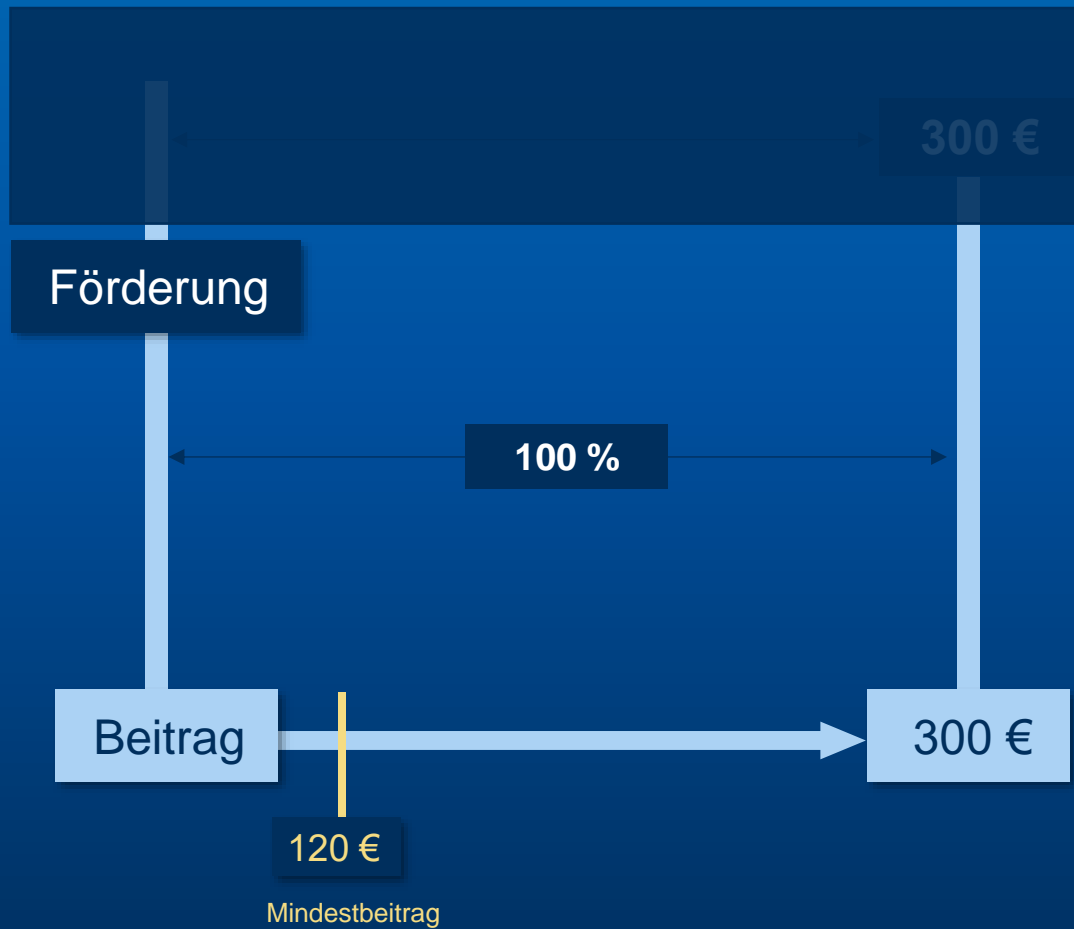 300 €
Förderung
100 %
Beitrag
300 €
120 €
Mindestbeitrag